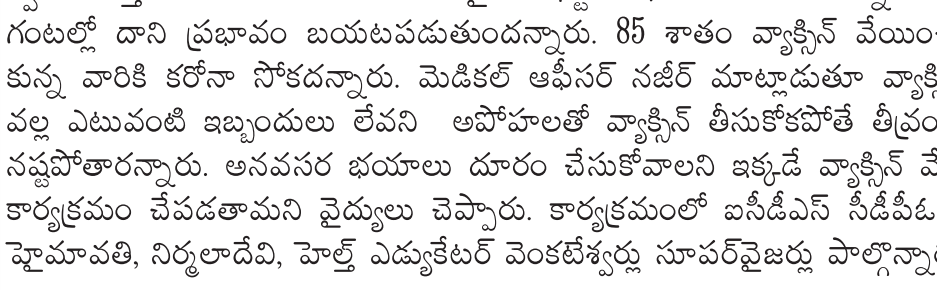 గంటల్లో దాని ప్రభావం బయటపడుతుందన్నారు. 85 శాతం వ్యాక్సిన్ వేయిం
కున్న వారికి కరోనా సోకదన్నారు. మెడికల్ ఆఫీసర్ నజీర్ మాట్లాడుతూ
వల్ల ఎటువంటి ఇబ్బందులు లేవని అపోహలతో వ్యాక్సిన్ తీసుకోకపోతే తీవ్రం
నష్టపోతారన్నారు. అనవసర భయాలు దూరం చేసుకోవాలని ఇక్కడే వ్యాక్సిన్
కార్యక్రమం చేపడతామని వైద్యులు చెప్పారు. కార్యక్రమంలో ఐసీడీఎస్ సీడీపీఓ
హైమావతి, నిర్మలాదేవి, హెల్త్ ఎడ్యుకేటర్ వెంకటేశ్వర్లు సూపర్‌వైజర్లు